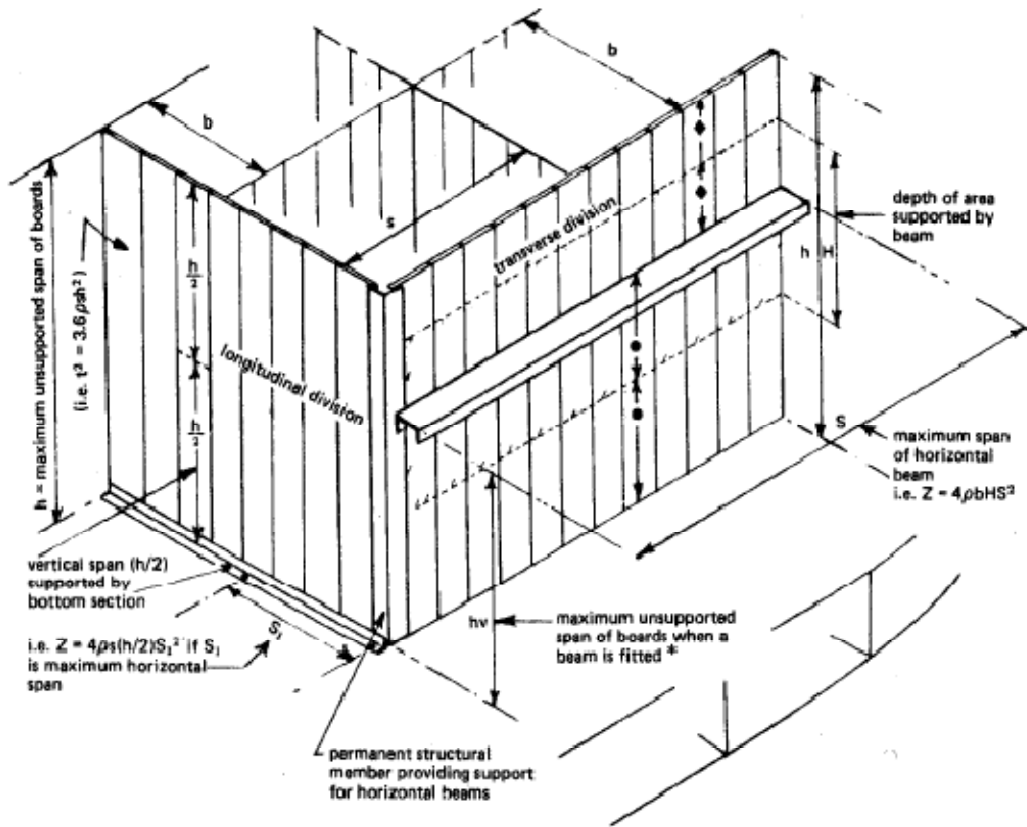 b
b
s
h = maximum unsupported span of boards
(i.e. t² = 3.6ρsh²)
h/2
h/2
longitudinal division
transverse division
depth of area
supported by
beam
h
H
S
maximum span
of horizontal
beam
i.e. Z = 4ρbHS²
vertical span (h/2)
supported by
bottom section
i.e. Z = 4ρs(h/2)S₁² if S₁
is maximum horizontal
span
S₁
hv
maximum unsupported
span of boards when a
beam is fitted *
permanent structural
member providing support
for horizontal beams